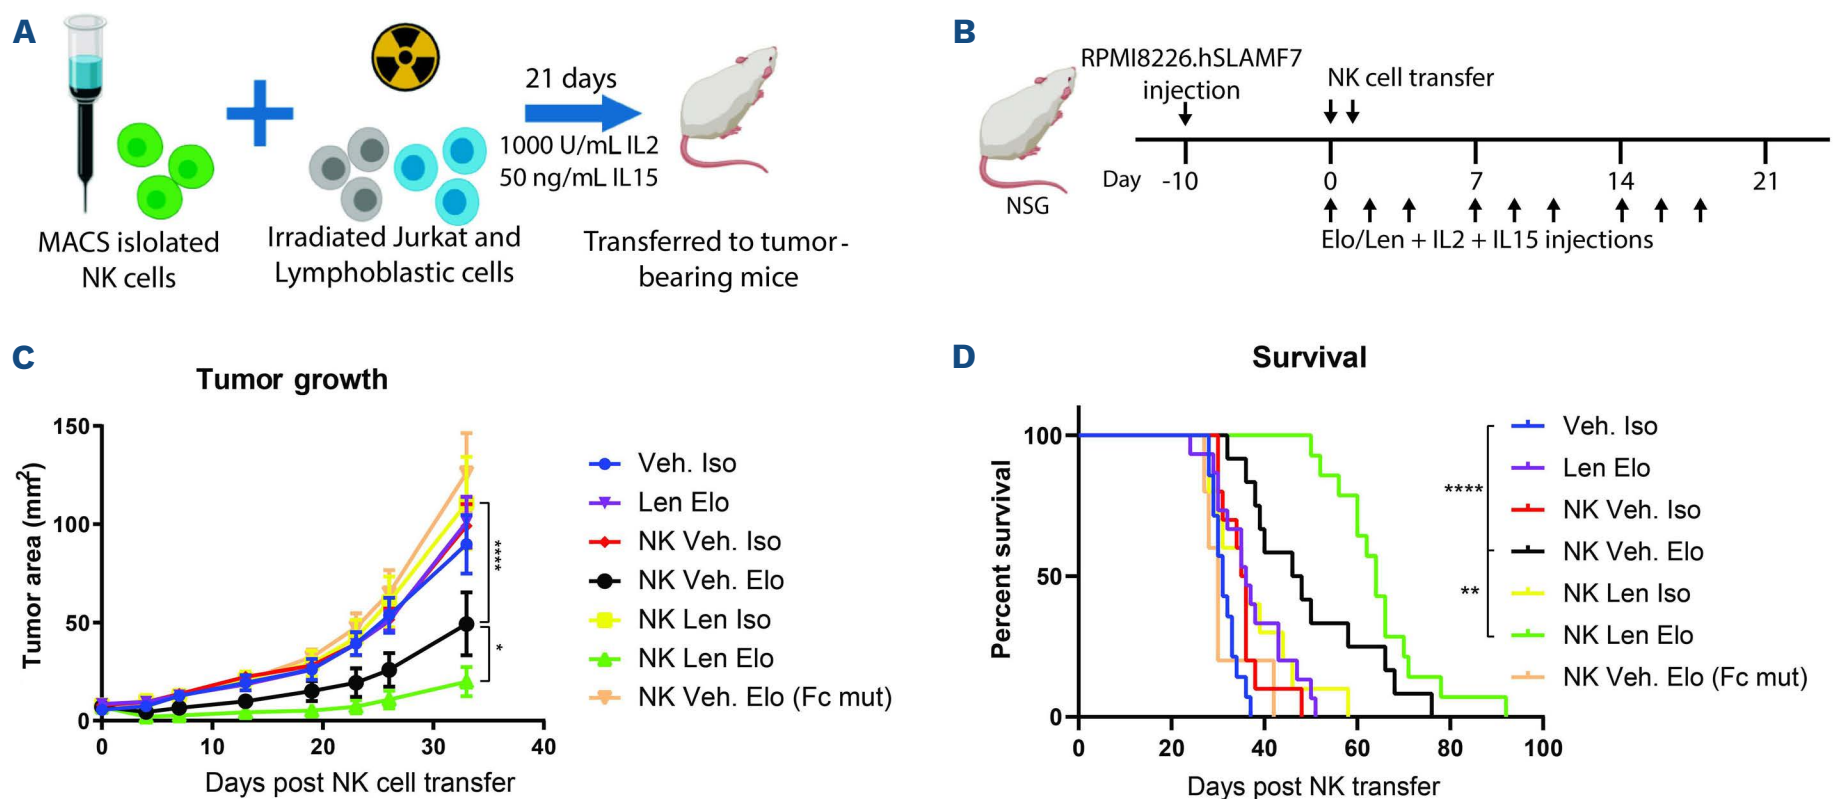 A
21 days
1000 U/mL IL2
50 ng/mL IL15
MACS islolated
NK cells
Irradiated Jurkat and
Lymphoblastic cells
Transferred to tumor-
bearing mice
B
RPMI8226.hSLAMF7
injection
NK cell transfer
NSG
Day -10 0 7 14 21
Elo/Len + IL2 + IL15 injections
C
Tumor growth
Tumor area (mm²)
150
100
50
0
0 10 20 30 40
Days post NK cell transfer
****
*
Veh. Iso
Len Elo
NK Veh. Iso
NK Veh. Elo
NK Len Iso
NK Len Elo
NK Veh. Elo (Fc mut)
D
Survival
Percent survival
100
50
0
0 20 40 60 80 100
Days post NK transfer
****
**
Veh. Iso
Len Elo
NK Veh. Iso
NK Veh. Elo
NK Len Iso
NK Len Elo
NK Veh. Elo (Fc mut)